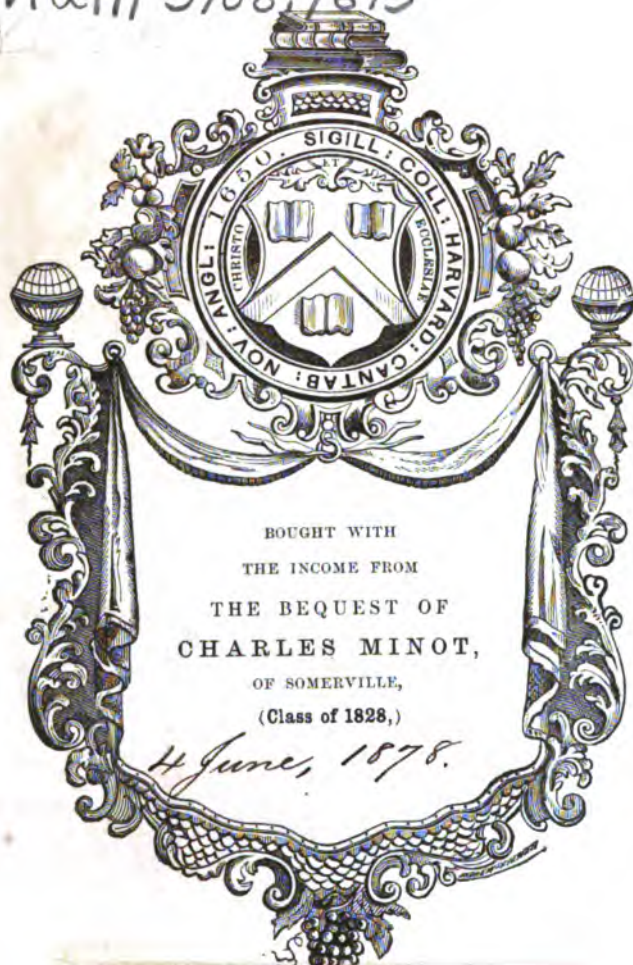 SIGILL: COLL: HARVARD: CANTAB: NOV: ANGL: 1650.
CHRISTO ET ECCLESIAE
BOUGHT WITH
THE INCOME FROM
THE BEQUEST OF
CHARLES MINOT,
OF SOMERVILLE,
(Class of 1828,)
4 June, 1878.